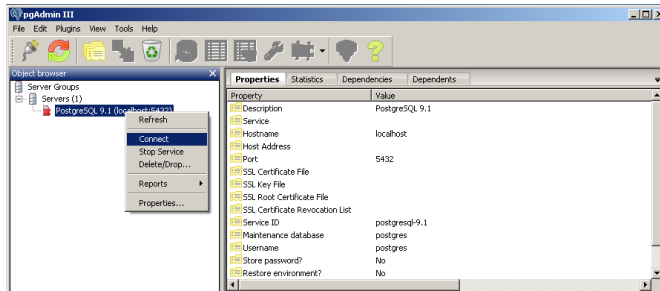 pgAdmin III
File Edit Plugins View Tools Help
Object browser
Server Groups
Servers (1)
PostgreSQL 9.1 (localhost:5432)
Refresh
Connect
Stop Service
Delete/Drop...
Reports
Properties...
Properties Statistics Dependencies Dependents
Property Value
Description PostgreSQL 9.1
Service
Hostname localhost
Host Address
Port 5432
SSL Certificate File
SSL Key File
SSL Root Certificate File
SSL Certificate Revocation List
Service ID postgresql-9.1
Maintenance database postgres
Username postgres
Store password? No
Restore environment? No